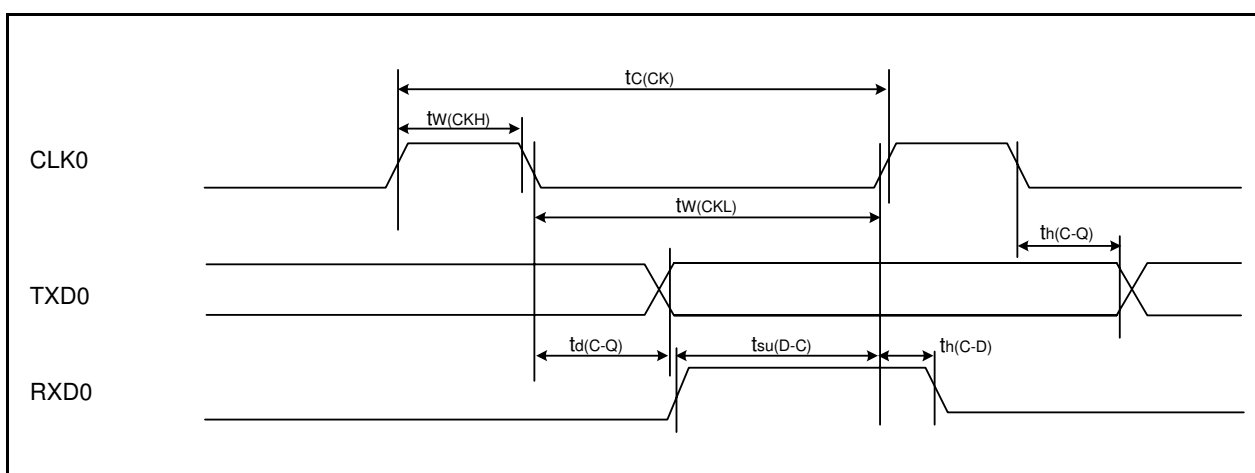 tC(CK)
tW(CKH)
CLK0
tW(CKL)
th(C-Q)
TXD0
td(C-Q)
tsu(D-C)
th(C-D)
RXD0